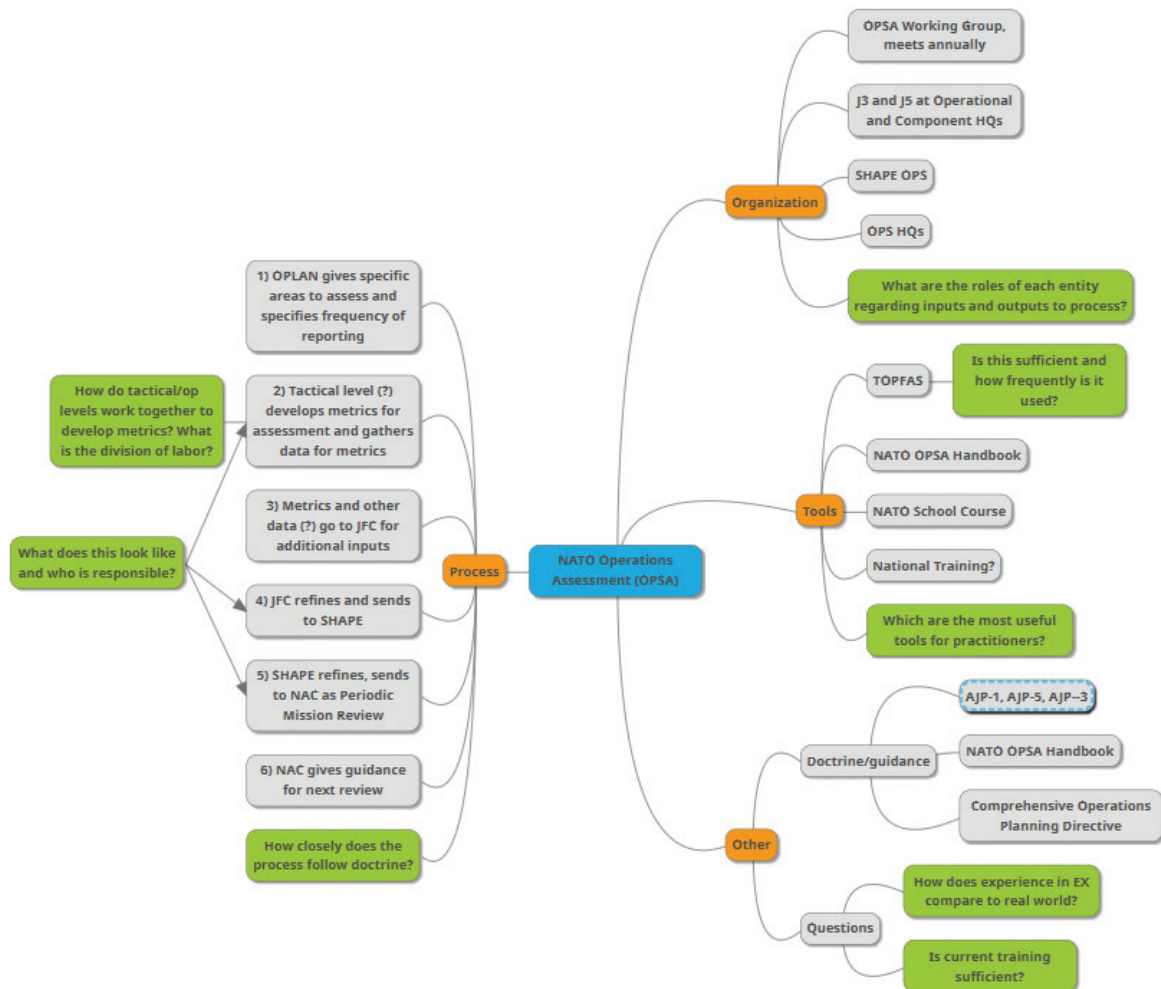 OPSA Working Group,
meets annually
J3 and J5 at Operational
and Component HQs
SHAPE OPS
Organization
OPS HQs
What are the roles of each entity
regarding inputs and outputs to process?
1) OPLAN gives specific
areas to assess and
specifies frequency of
reporting
How do tactical/op
levels work together to
develop metrics? What
is the division of labor?
2) Tactical level (?)
develops metrics for
assessment and gathers
data for metrics
3) Metrics and other
data (?) go to JFC for
additional inputs
What does this look like
and who is responsible?
4) JFC refines and sends
to SHAPE
5) SHAPE refines, sends
to NAC as Periodic
Mission Review
6) NAC gives guidance
for next review
How closely does the
process follow doctrine?
Process
NATO Operations
Assessment (OPSA)
TOPFAS
Is this sufficient and
how frequently is it
used?
NATO OPSA Handbook
Tools
NATO School Course
National Training?
Which are the most useful
tools for practitioners?
AJP-1, AJP-5, AJP--3
Doctrine/guidance
NATO OPSA Handbook
Comprehensive Operations
Planning Directive
Other
How does experience in EX
compare to real world?
Questions
Is current training
sufficient?